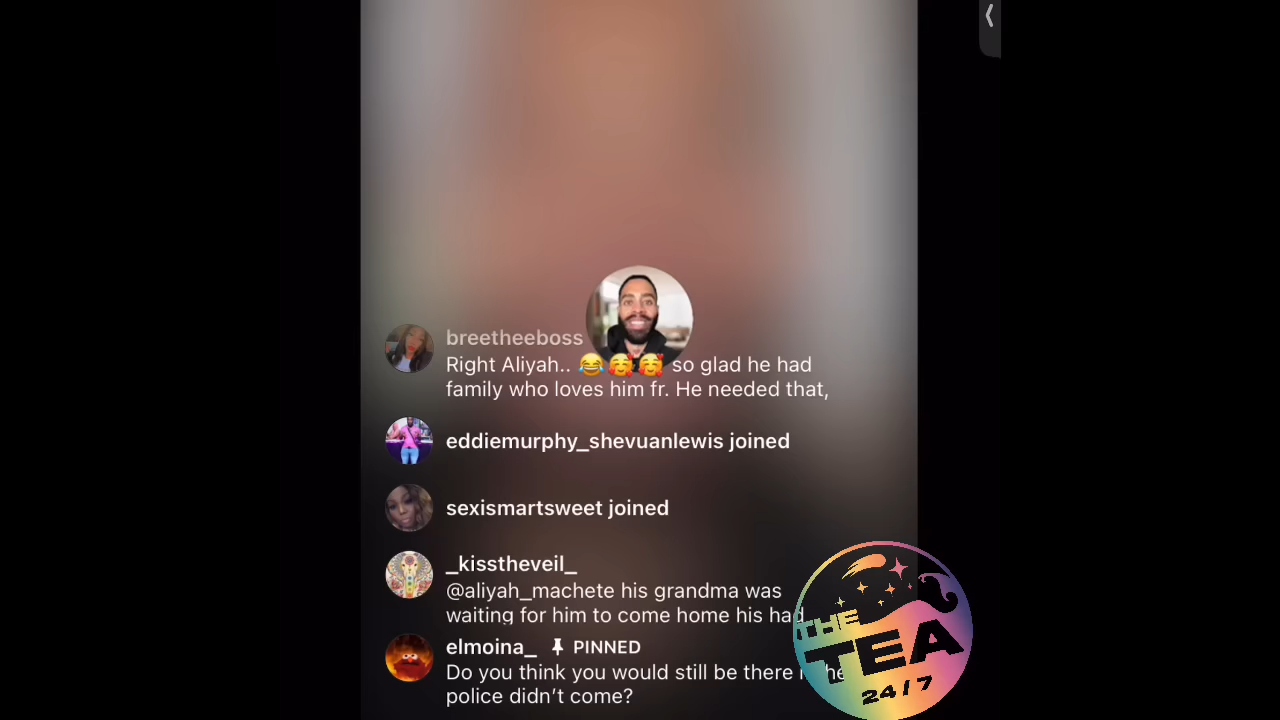 breetheeboss
Right Aliyah.. 😂🥰🥰 so glad he had
family who loves him fr. He needed that,
eddiemurphy_shevuanlewis joined
sexismartsweet joined
_kisstheveil_
@aliyah_machete his grandma was
waiting for him to come home his had
elmoina_ PINNED
Do you think you would still be there
police didn't come?
THE
TEA
24/7